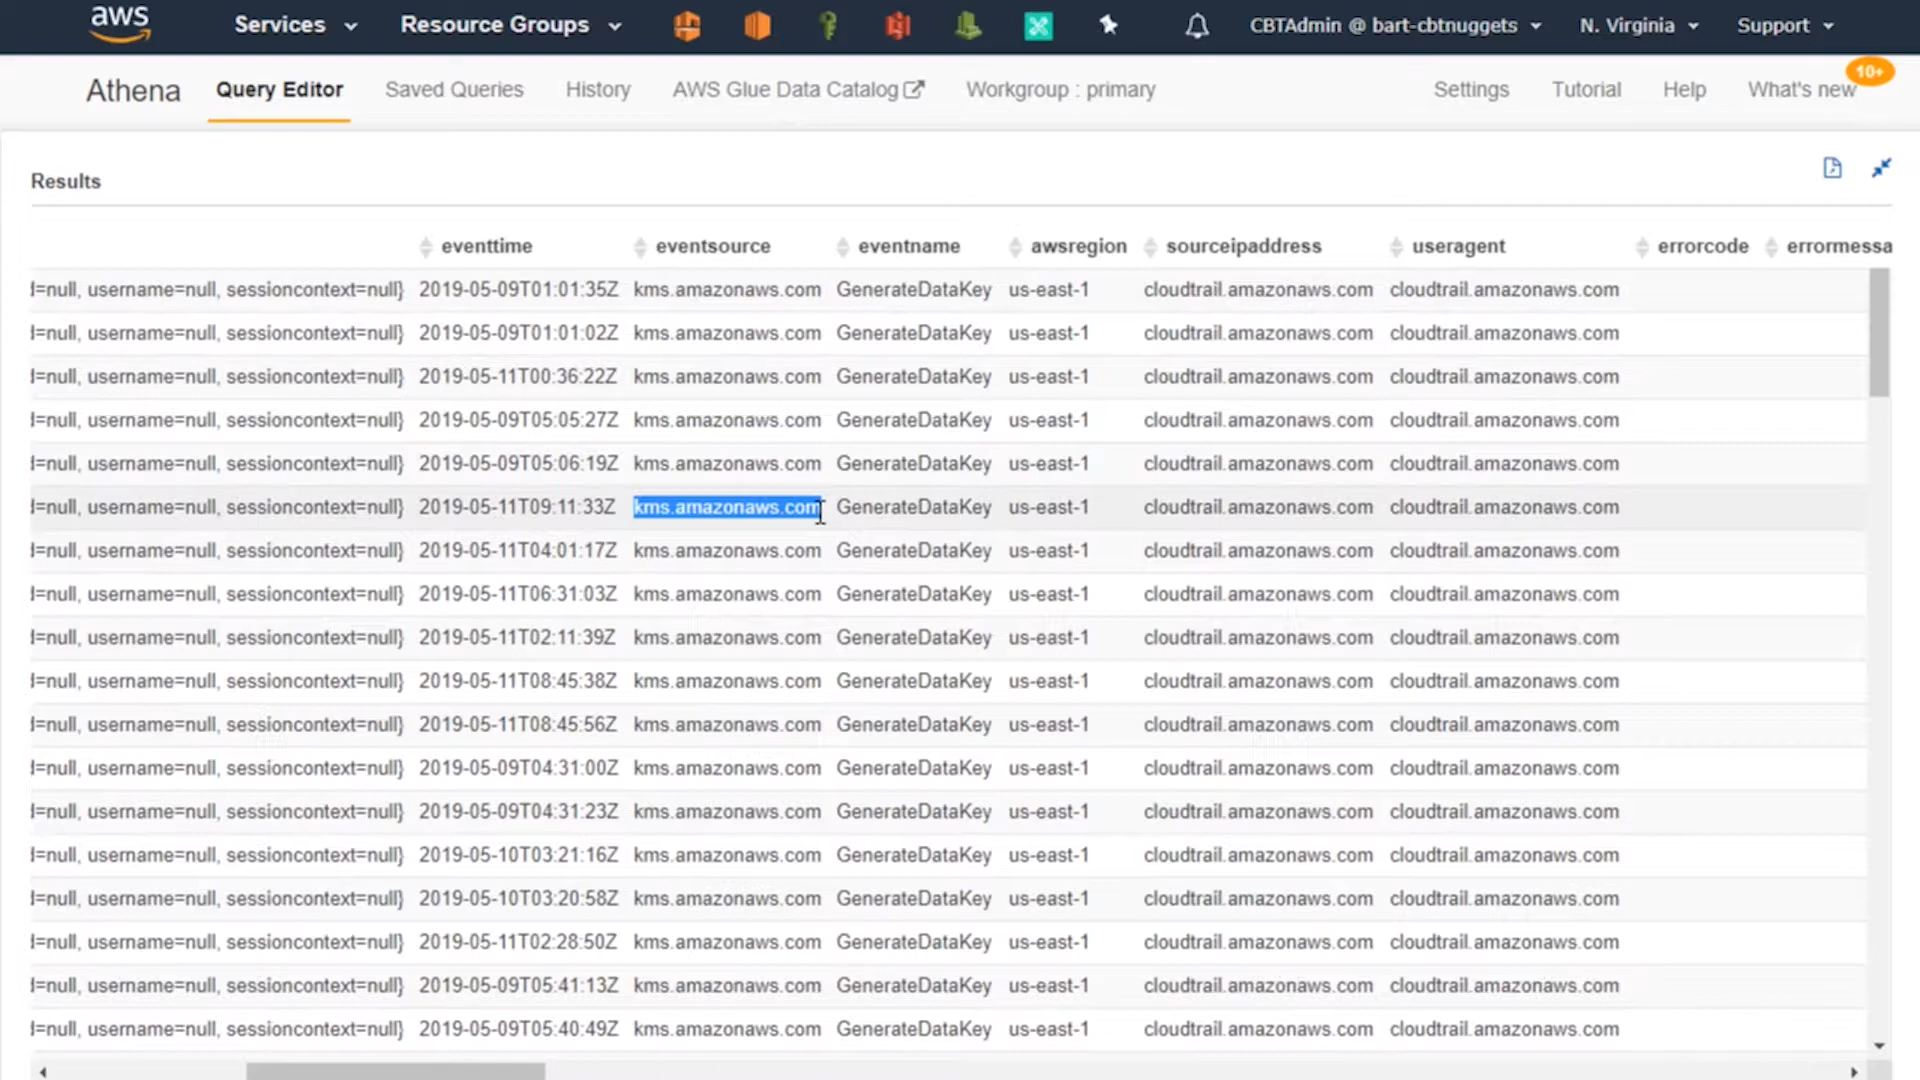 aws Services Resource Groups CBTAdmin @ bart-cbtnuggets N. Virginia Support
Athena Query Editor Saved Queries History AWS Glue Data Catalog Workgroup : primary Settings Tutorial Help What's new 10+
Results
eventtime eventsource eventname awsregion sourceipaddress useragent errorcode errormessa
d=null, username=null, sessioncontext=null} 2019-05-09T01:01:35Z kms.amazonaws.com GenerateDataKey us-east-1 cloudtrail.amazonaws.com cloudtrail.amazonaws.com
d=null, username=null, sessioncontext=null} 2019-05-09T01:01:02Z kms.amazonaws.com GenerateDataKey us-east-1 cloudtrail.amazonaws.com cloudtrail.amazonaws.com
d=null, username=null, sessioncontext=null} 2019-05-11T00:36:22Z kms.amazonaws.com GenerateDataKey us-east-1 cloudtrail.amazonaws.com cloudtrail.amazonaws.com
d=null, username=null, sessioncontext=null} 2019-05-09T05:05:27Z kms.amazonaws.com GenerateDataKey us-east-1 cloudtrail.amazonaws.com cloudtrail.amazonaws.com
d=null, username=null, sessioncontext=null} 2019-05-09T05:06:19Z kms.amazonaws.com GenerateDataKey us-east-1 cloudtrail.amazonaws.com cloudtrail.amazonaws.com
d=null, username=null, sessioncontext=null} 2019-05-11T09:11:33Z kms.amazonaws.com GenerateDataKey us-east-1 cloudtrail.amazonaws.com cloudtrail.amazonaws.com
d=null, username=null, sessioncontext=null} 2019-05-11T04:01:17Z kms.amazonaws.com GenerateDataKey us-east-1 cloudtrail.amazonaws.com cloudtrail.amazonaws.com
d=null, username=null, sessioncontext=null} 2019-05-11T06:31:03Z kms.amazonaws.com GenerateDataKey us-east-1 cloudtrail.amazonaws.com cloudtrail.amazonaws.com
d=null, username=null, sessioncontext=null} 2019-05-11T02:11:39Z kms.amazonaws.com GenerateDataKey us-east-1 cloudtrail.amazonaws.com cloudtrail.amazonaws.com
d=null, username=null, sessioncontext=null} 2019-05-11T08:45:38Z kms.amazonaws.com GenerateDataKey us-east-1 cloudtrail.amazonaws.com cloudtrail.amazonaws.com
d=null, username=null, sessioncontext=null} 2019-05-11T08:45:56Z kms.amazonaws.com GenerateDataKey us-east-1 cloudtrail.amazonaws.com cloudtrail.amazonaws.com
d=null, username=null, sessioncontext=null} 2019-05-09T04:31:00Z kms.amazonaws.com GenerateDataKey us-east-1 cloudtrail.amazonaws.com cloudtrail.amazonaws.com
d=null, username=null, sessioncontext=null} 2019-05-09T04:31:23Z kms.amazonaws.com GenerateDataKey us-east-1 cloudtrail.amazonaws.com cloudtrail.amazonaws.com
d=null, username=null, sessioncontext=null} 2019-05-10T03:21:16Z kms.amazonaws.com GenerateDataKey us-east-1 cloudtrail.amazonaws.com cloudtrail.amazonaws.com
d=null, username=null, sessioncontext=null} 2019-05-10T03:20:58Z kms.amazonaws.com GenerateDataKey us-east-1 cloudtrail.amazonaws.com cloudtrail.amazonaws.com
d=null, username=null, sessioncontext=null} 2019-05-11T02:28:50Z kms.amazonaws.com GenerateDataKey us-east-1 cloudtrail.amazonaws.com cloudtrail.amazonaws.com
d=null, username=null, sessioncontext=null} 2019-05-09T05:41:13Z kms.amazonaws.com GenerateDataKey us-east-1 cloudtrail.amazonaws.com cloudtrail.amazonaws.com
d=null, username=null, sessioncontext=null} 2019-05-09T05:40:49Z kms.amazonaws.com GenerateDataKey us-east-1 cloudtrail.amazonaws.com cloudtrail.amazonaws.com